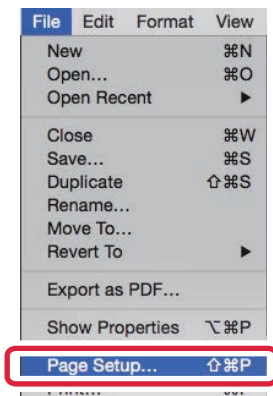 File Edit Format View
New ⌘N
Open... ⌘O
Open Recent ▶
Close ⌘W
Save... ⌘S
Duplicate ⇧⌘S
Rename...
Move To...
Revert To ▶
Export as PDF...
Show Properties ⌥⌘P
Page Setup... ⇧⌘P